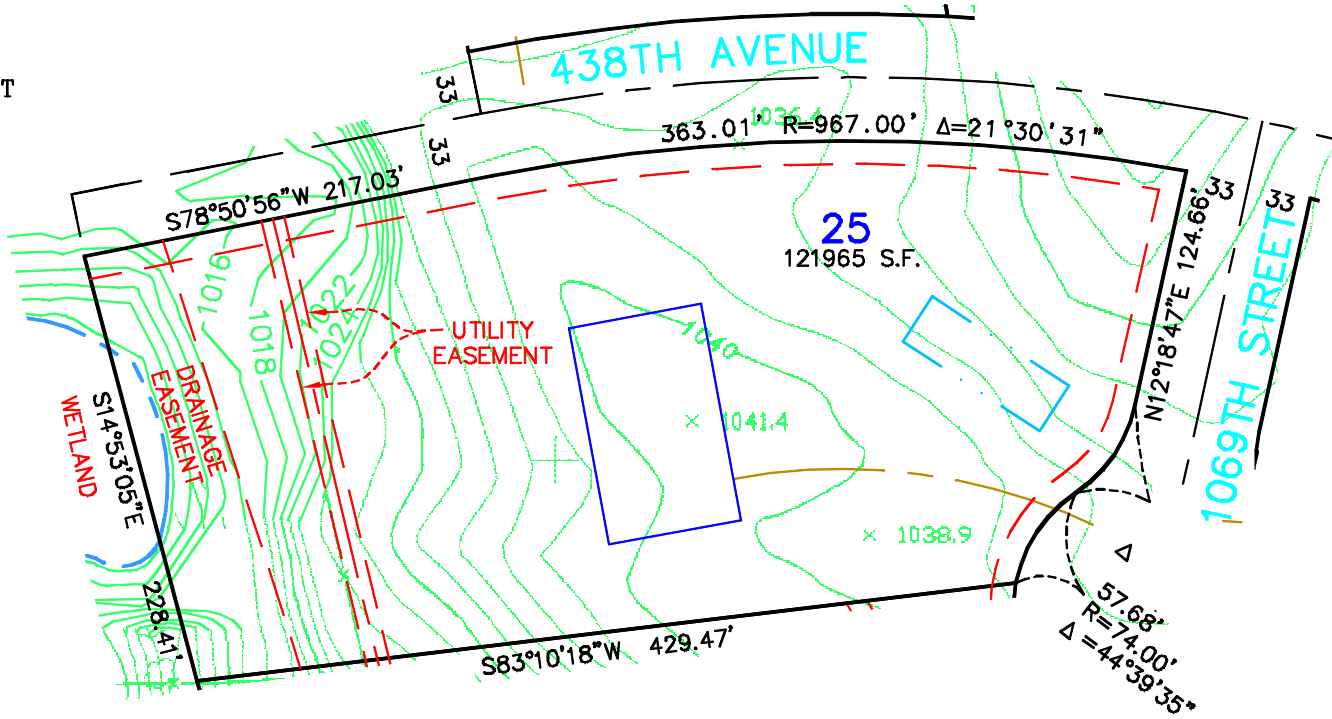 T
438TH AVENUE
33
33
1036.4
363.01' R=967.00' Δ=21°30'31"
S78°50'56"W 217.03'
33
33
25
121965 S.F.
N12°18'47"E 124.66'
1069TH STREET
1016
1018
1022
1024
UTILITY
EASEMENT
1040
1041.4
1038.9
DRAINAGE
EASEMENT
WETLAND
S14°53'05"E
228.41'
S83°10'18"W 429.47'
Δ
57.68'
R=74.00'
Δ=44°39'35"